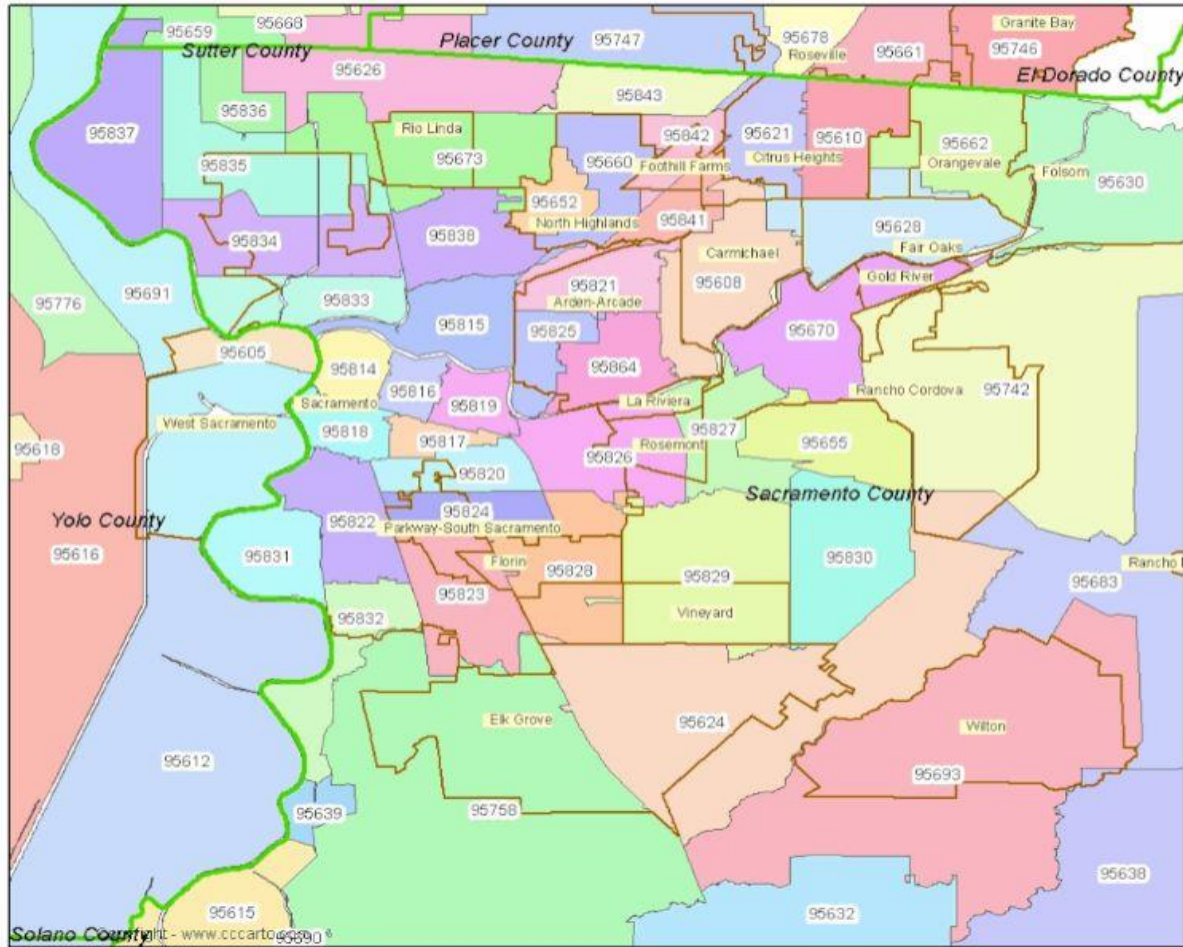 95668
Granite Bay
95659
Sutter County
Placer County
95747
95678
Roseville
95661
95746
95626
El Dorado County
95843
95837
95836
Rio Linda
95673
95842
95621
95610
95662
95835
95660
Foothill Farms
Citrus Heights
Orangevale
Folsom
95630
95652
North Highlands
95841
95834
95838
95628
Fair Oaks
Carmichael
95776
95691
95833
95821
Arden-Arcade
95608
Gold River
95815
95825
95670
95605
95814
95816
95864
Rancho Cordova
95742
95819
La Riviera
Sacramento
West Sacramento
95818
95817
95827
Rosemont
95655
95618
95826
95820
Sacramento County
Yolo County
95822
95824
Parkway-South Sacramento
95616
95831
Florin
95828
95829
95830
Rancho
95683
95823
95832
Vineyard
Elk Grove
95624
Wilton
95612
95693
95639
95758
95638
95615
95632
Solano County
- www.cccarto.com
95690